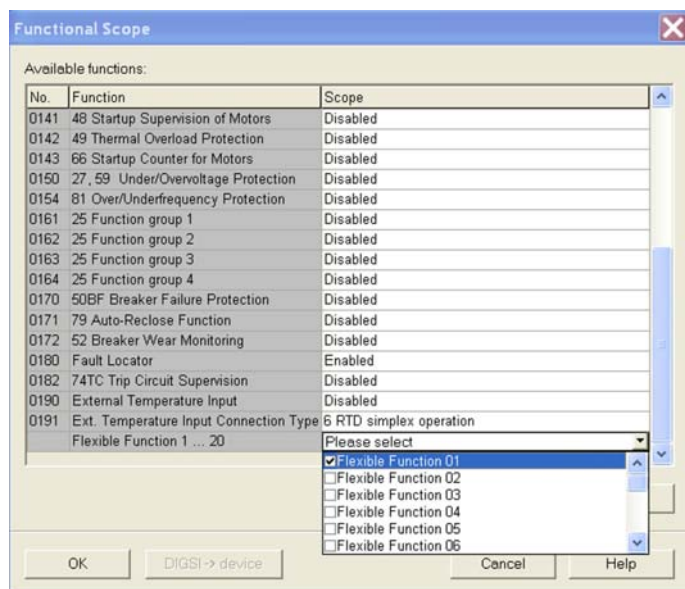 Functional Scope
Available functions:
No. Function Scope
0141 48 Startup Supervision of Motors Disabled
0142 49 Thermal Overload Protection Disabled
0143 66 Startup Counter for Motors Disabled
0150 27, 59 Under/Overvoltage Protection Disabled
0154 81 Over/Underfrequency Protection Disabled
0161 25 Function group 1 Disabled
0162 25 Function group 2 Disabled
0163 25 Function group 3 Disabled
0164 25 Function group 4 Disabled
0170 50BF Breaker Failure Protection Disabled
0171 79 Auto-Reclose Function Disabled
0172 52 Breaker Wear Monitoring Disabled
0180 Fault Locator Enabled
0182 74TC Trip Circuit Supervision Disabled
0190 External Temperature Input Disabled
0191 Ext. Temperature Input Connection Type 6 RTD simplex operation
Flexible Function 1 ... 20 Please select
Flexible Function 01
Flexible Function 02
Flexible Function 03
Flexible Function 04
Flexible Function 05
Flexible Function 06
OK DIGSI -> device Cancel Help